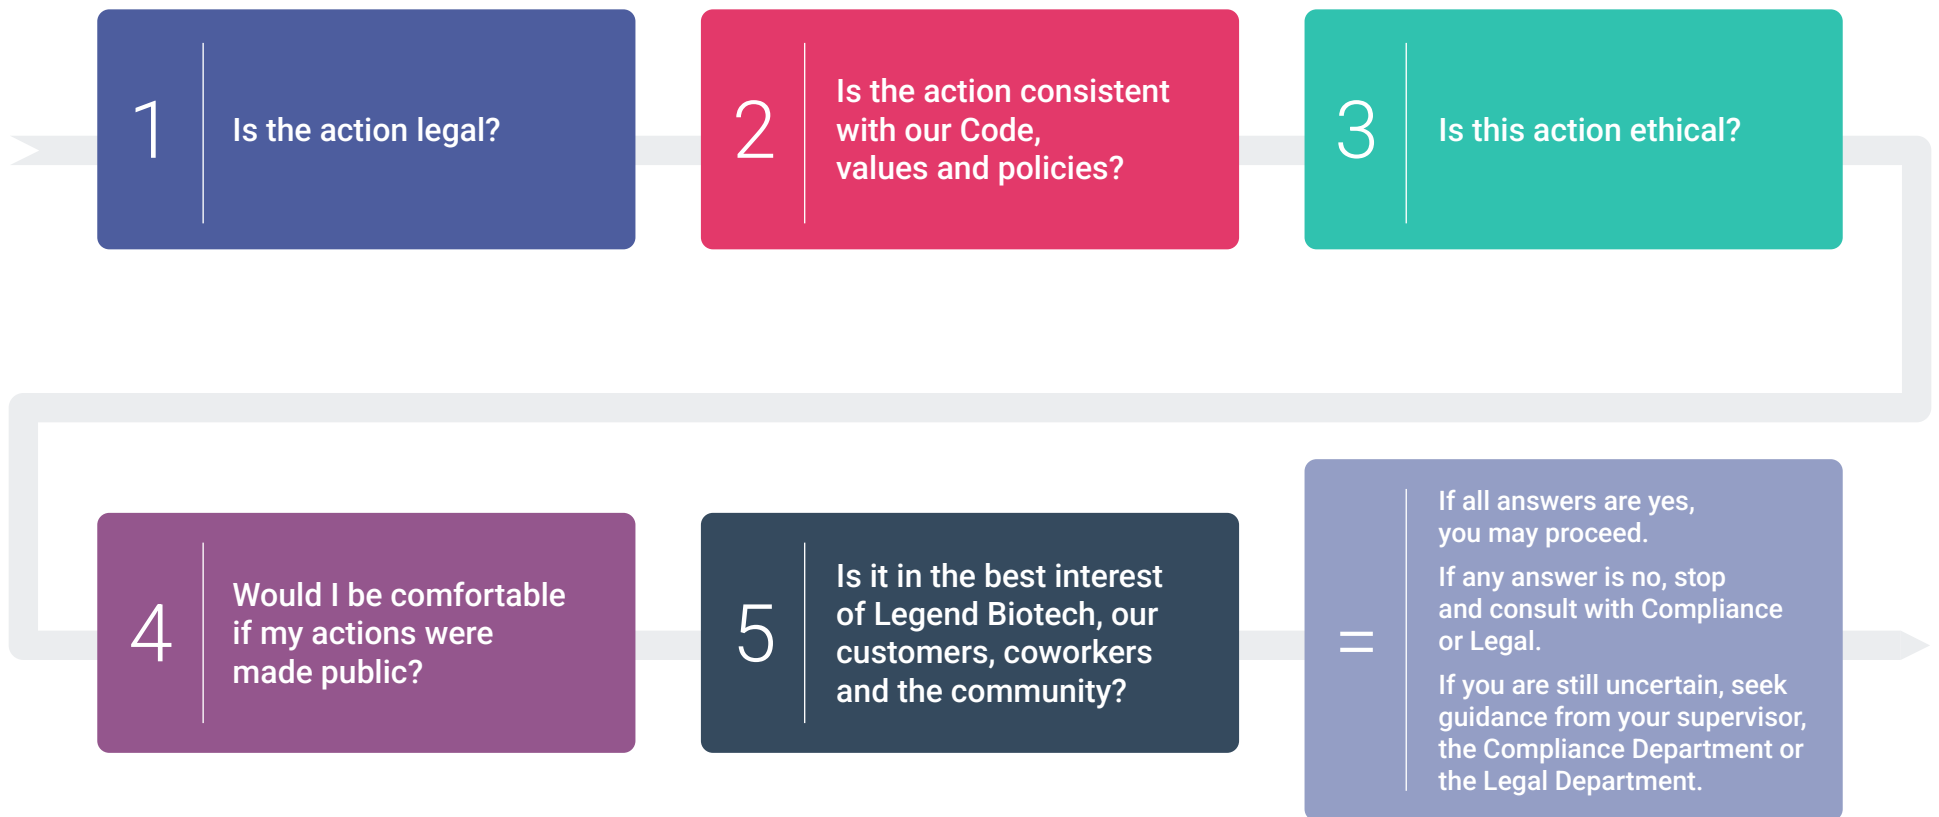 1
Is the action legal?
2
Is the action consistent
with our Code,
values and policies?
3
Is this action ethical?
4
Would I be comfortable
if my actions were
made public?
5
Is it in the best interest
of Legend Biotech, our
customers, coworkers
and the community?
=
If all answers are yes,
you may proceed.
If any answer is no, stop
and consult with Compliance
or Legal.
If you are still uncertain, seek
guidance from your supervisor,
the Compliance Department or
the Legal Department.